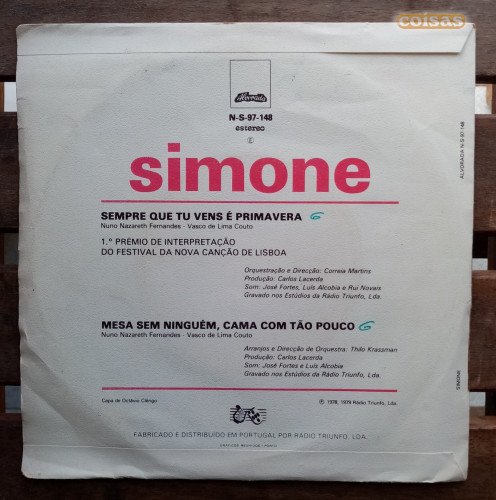 coisas
Alvorada
N-S-97-148
estereo
simone
SEMPRE QUE TU VENS É PRIMAVERA
Nuno Nazareth Fernandes - Vasco de Lima Couto
1.º PRÉMIO DE INTERPRETAÇÃO
DO FESTIVAL DA NOVA CANÇÃO DE LISBOA
Orquestração e Direcção: Correia Martins
Produção: Carlos Lacerda
Som: José Fortes, Luís Alcobia e Rui Novais
Gravado nos Estúdios da Rádio Triunfo, Lda.
MESA SEM NINGUÉM, CAMA COM TÃO POUCO
Nuno Nazareth Fernandes - Vasco de Lima Couto
Arranjos e Direcção de Orquestra: Thilo Krassman
Produção: Carlos Lacerda
Som: José Fortes e Luís Alcobia
Gravado nos Estúdios da Rádio Triunfo, Lda.
Capa de Octávio Clérigo
℗ 1978, 1979 Rádio Triunfo, Lda.
FABRICADO E DISTRIBUIDO EM PORTUGAL POR RÁDIO TRIUNFO, LDA.
ALVORADA N-S-97-148
SIMONE